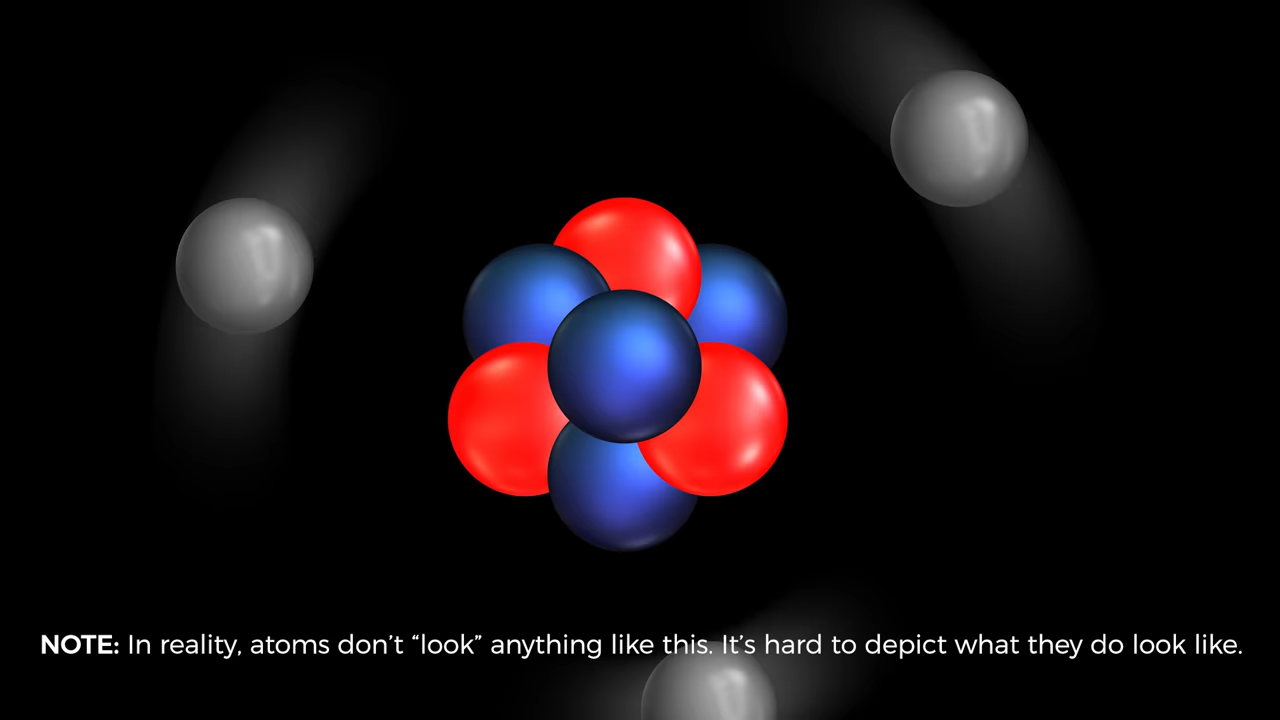 NOTE: In reality, atoms don’t “look” anything like this. It’s hard to depict what they do look like.